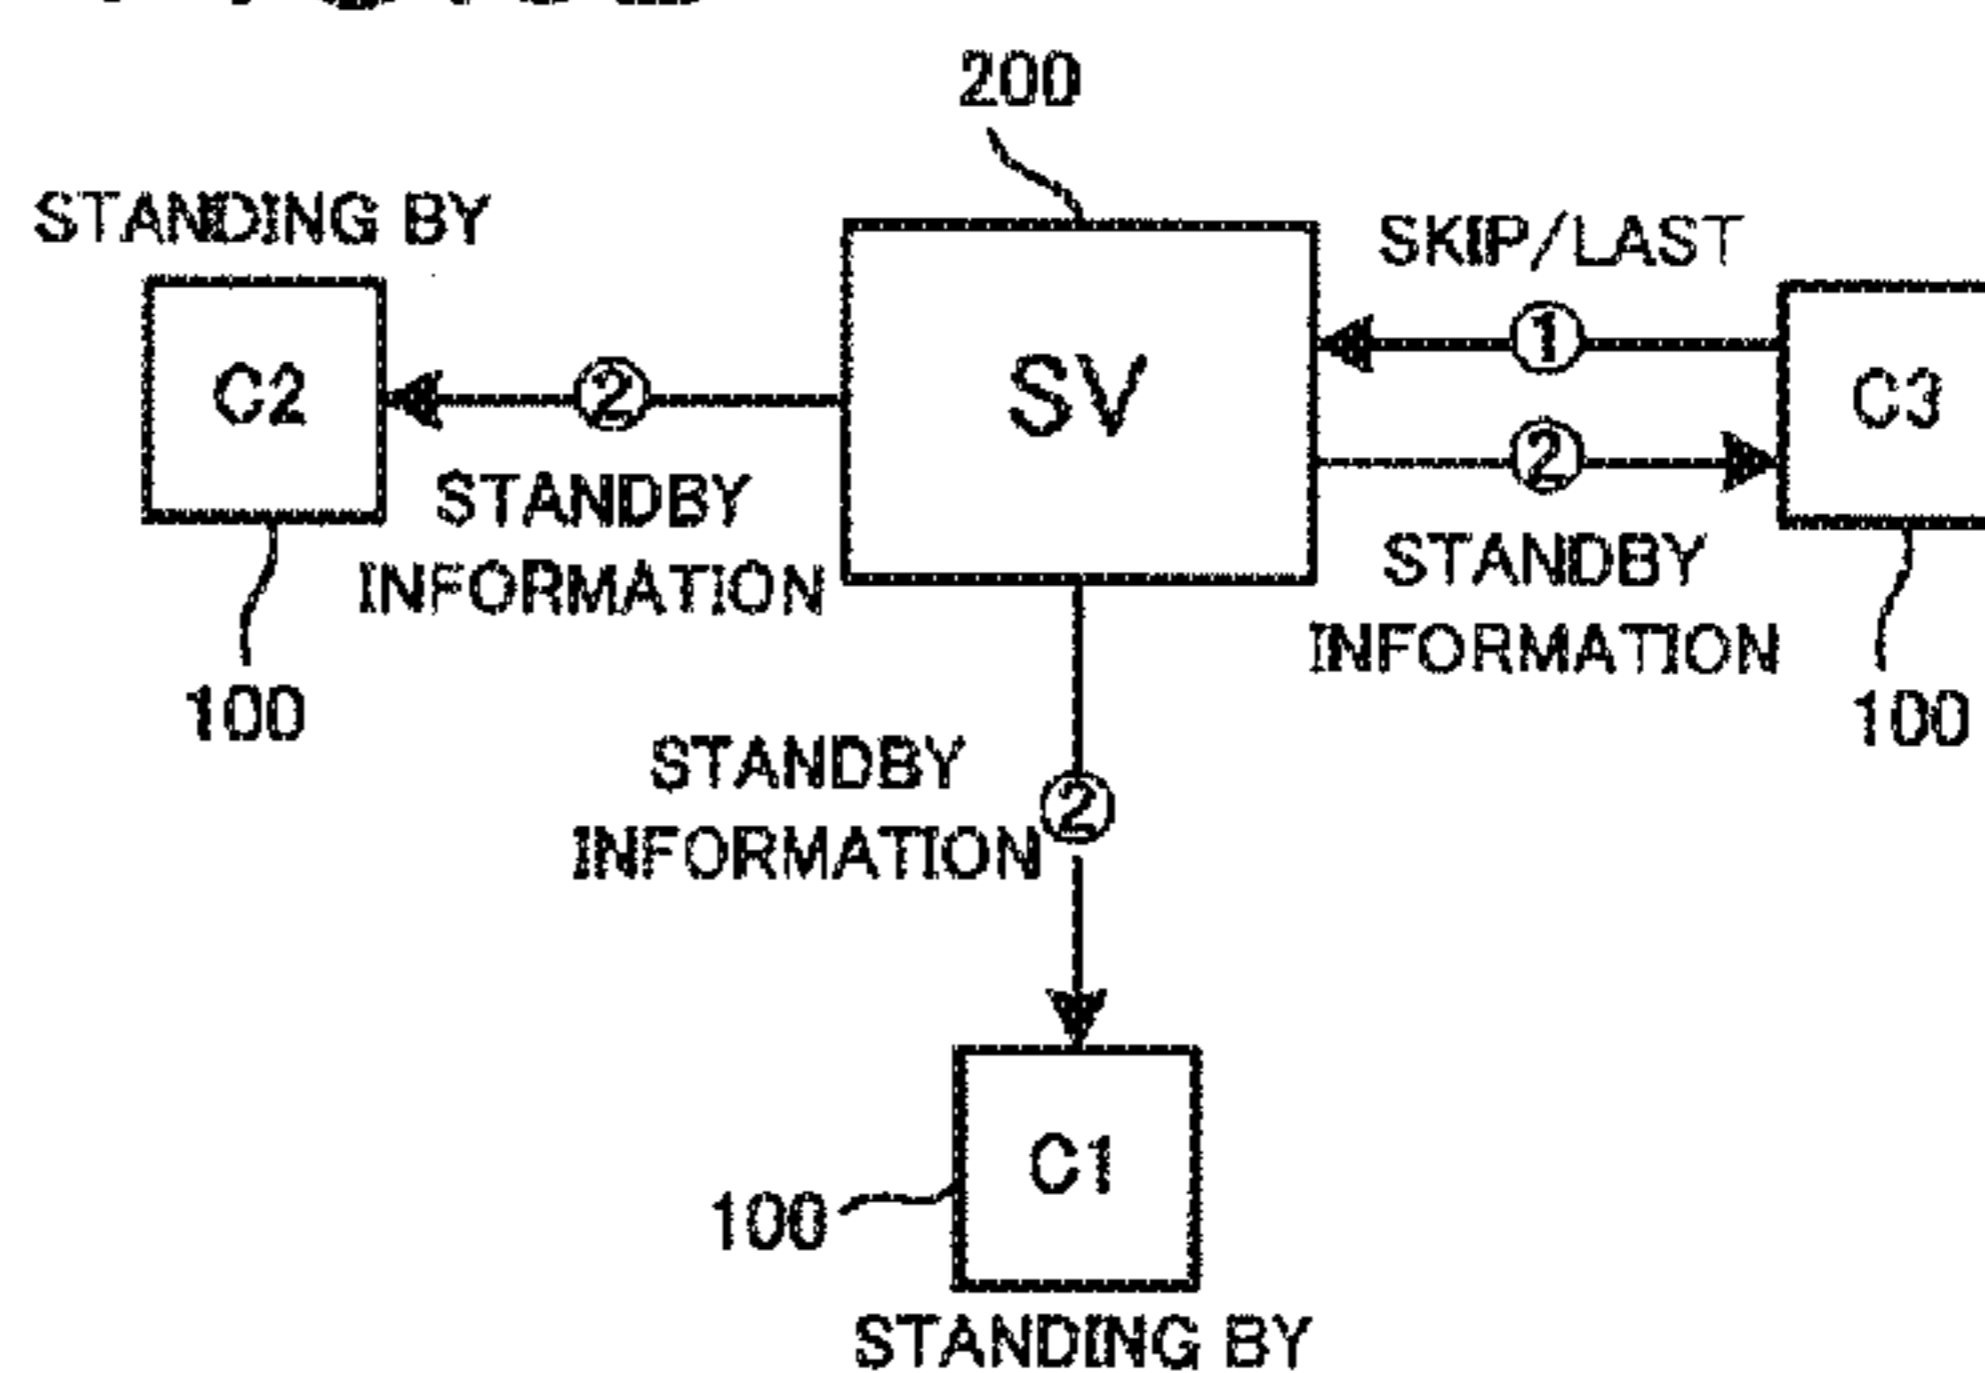 200
STANDING BY
SKIP/LAST
①
C2
②
SV
C3
②
STANDBY
INFORMATION
STANDBY
INFORMATION
100
100
STANDBY
INFORMATION
②
C1
100
STANDING BY